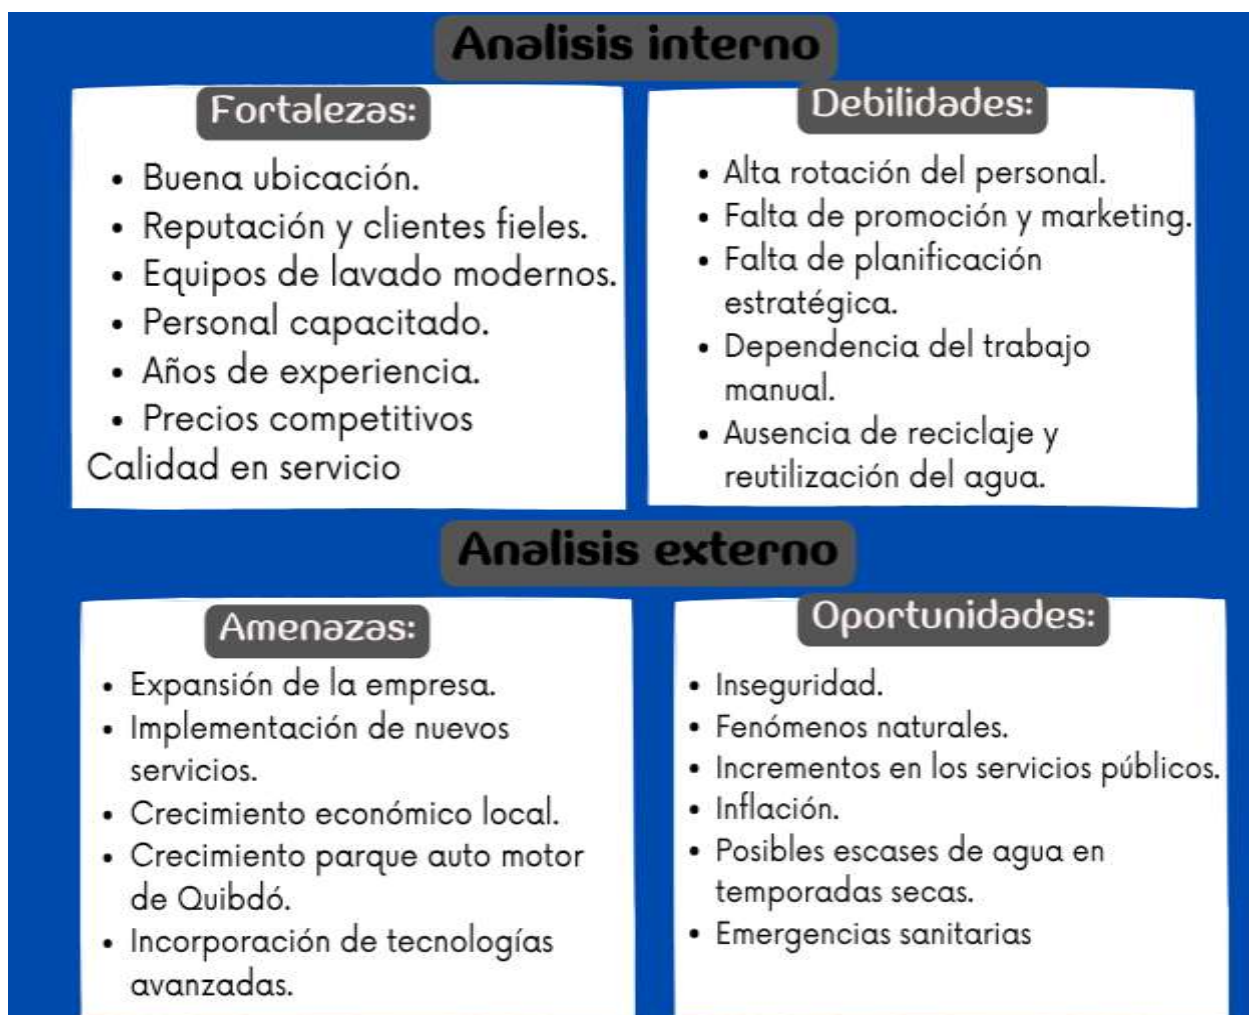 Analisis interno
Fortalezas:
• Buena ubicación.
• Reputación y clientes fieles.
• Equipos de lavado modernos.
• Personal capacitado.
• Años de experiencia.
• Precios competitivos
Calidad en servicio
Debilidades:
• Alta rotación del personal.
• Falta de promoción y marketing.
• Falta de planificación
estratégica.
• Dependencia del trabajo
manual.
• Ausencia de reciclaje y
reutilización del agua.
Analisis externo
Amenazas:
• Expansión de la empresa.
• Implementación de nuevos
servicios.
• Crecimiento económico local.
• Crecimiento parque auto motor
de Quibdó.
• Incorporación de tecnologías
avanzadas.
Oportunidades:
• Inseguridad.
• Fenómenos naturales.
• Incrementos en los servicios públicos.
• Inflación.
• Posibles escases de agua en
temporadas secas.
• Emergencias sanitarias